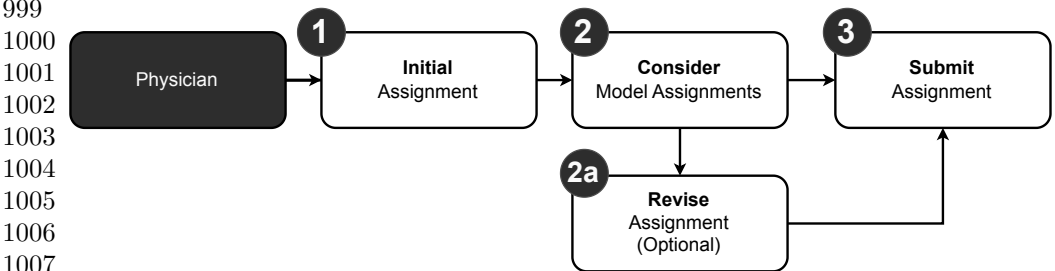 999
1000
1001
1002
1003
1004
1005
1006
1007
Physician
1
Initial
Assignment
2
Consider
Model Assignments
3
Submit
Assignment
2a
Revise
Assignment
(Optional)